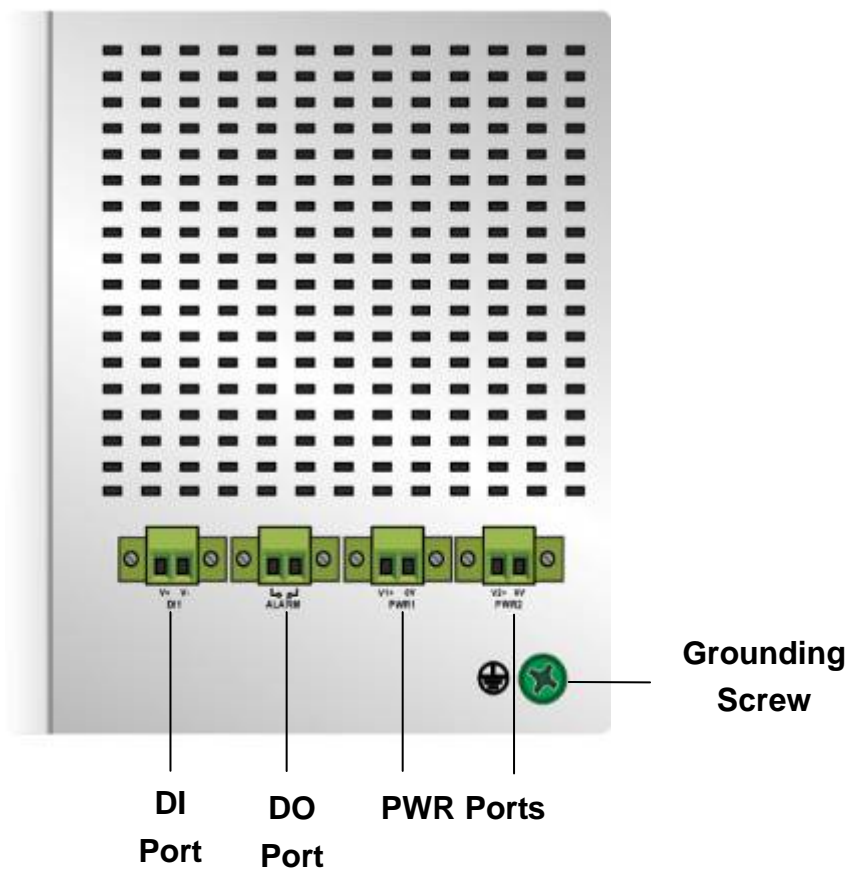 V+ V-
DI1
ALARM
V1+ 0V
PWR1
V2+ 0V
PWR2
Grounding
Screw
DI
Port
DO
Port
PWR Ports